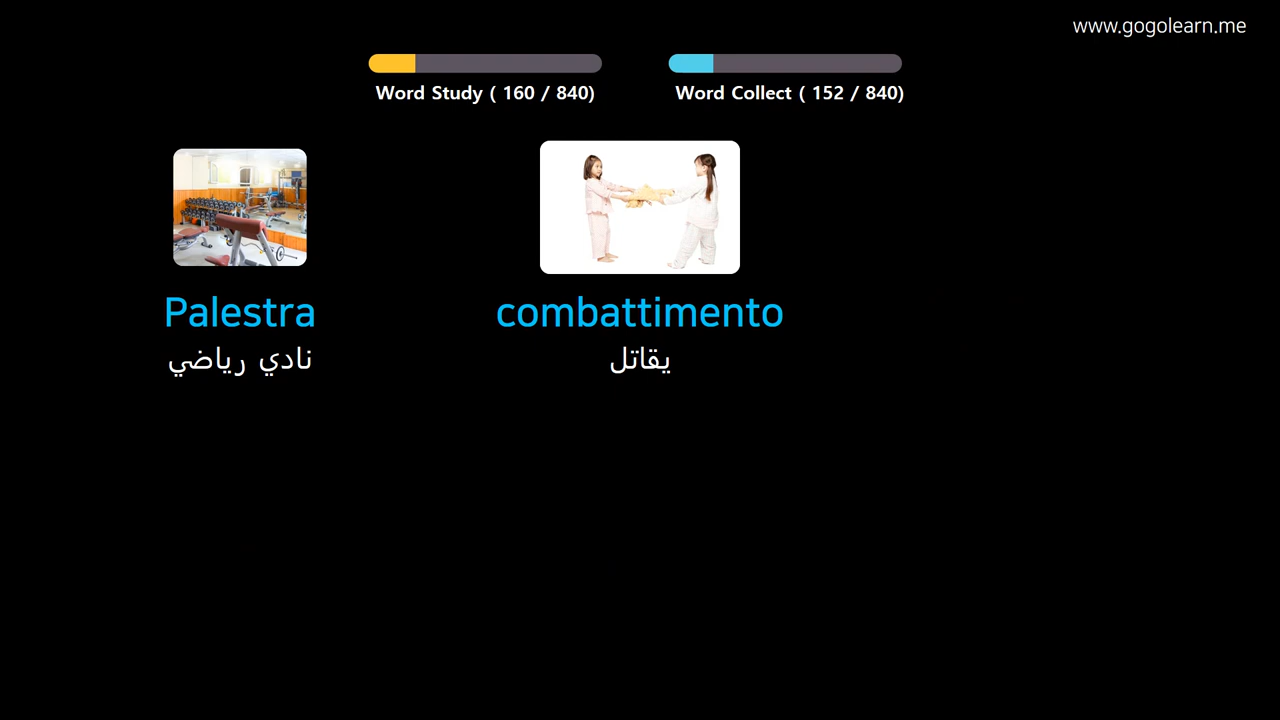 www.gogolearn.me
Word Study ( 160 / 840)
Word Collect ( 152 / 840)
Palestra
نادي رياضي
combattimento
يقاتل